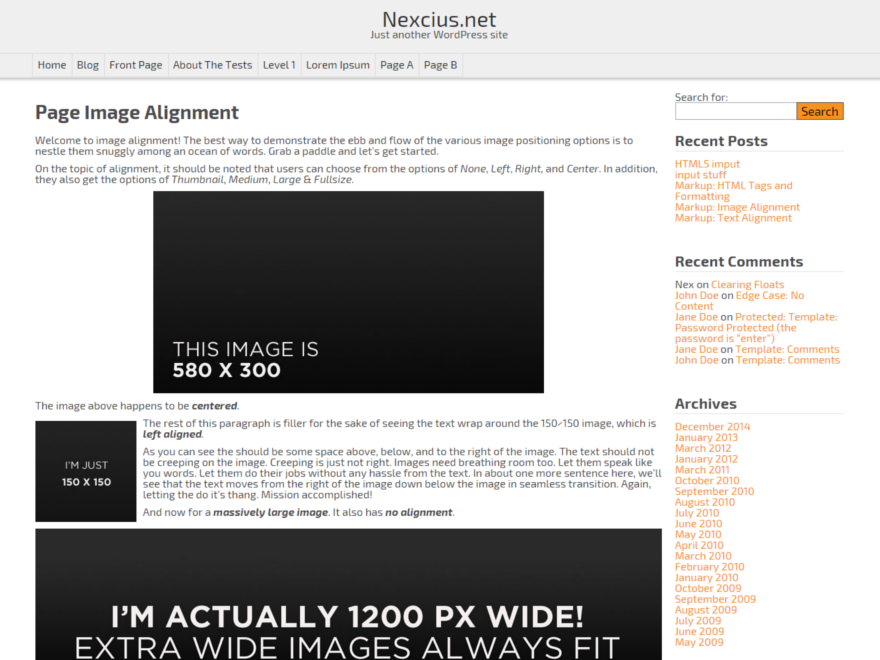 Nexcius.net
Just another WordPress site
Home
Blog
Front Page
About The Tests
Level 1
Lorem Ipsum
Page A
Page B
Page Image Alignment
Welcome to image alignment! The best way to demonstrate the ebb and flow of the various image positioning options is to
nestle them snuggly among an ocean of words. Grab a paddle and let's get started.
On the topic of alignment, it should be noted that users can choose from the options of None, Left, Right, and Center. In addition,
they also get the options of Thumbnail, Medium, Large & Fullsize.
THIS IMAGE IS
580 X 300
The image above happens to be centered.
I'M JUST
150 X 150
The rest of this paragraph is filler for the sake of seeing the text wrap around the 150×150 image, which is
left aligned.
As you can see the should be some space above, below, and to the right of the image. The text should not
be creeping on the image. Creeping is just not right. Images need breathing room too. Let them speak like
you words. Let them do their jobs without any hassle from the text. In about one more sentence here, we'll
see that the text moves from the right of the image down below the image in seamless transition. Again,
letting the do it's thang. Mission accomplished!
And now for a massively large image. It also has no alignment.
I'M ACTUALLY 1200 PX WIDE!
EXTRA WIDE IMAGES ALWAYS FIT
Search for:
Search
Recent Posts
HTML5 imput
input stuff
Markup: HTML Tags and
Formatting
Markup: Image Alignment
Markup: Text Alignment
Recent Comments
Nex on Clearing Floats
John Doe on Edge Case: No
Content
Jane Doe on Protected: Template:
Password Protected (the
password is "enter")
Jane Doe on Template: Comments
John Doe on Template: Comments
Archives
December 2014
January 2013
March 2012
January 2012
March 2011
October 2010
September 2010
August 2010
July 2010
June 2010
May 2010
April 2010
March 2010
February 2010
January 2010
October 2009
September 2009
August 2009
July 2009
June 2009
May 2009